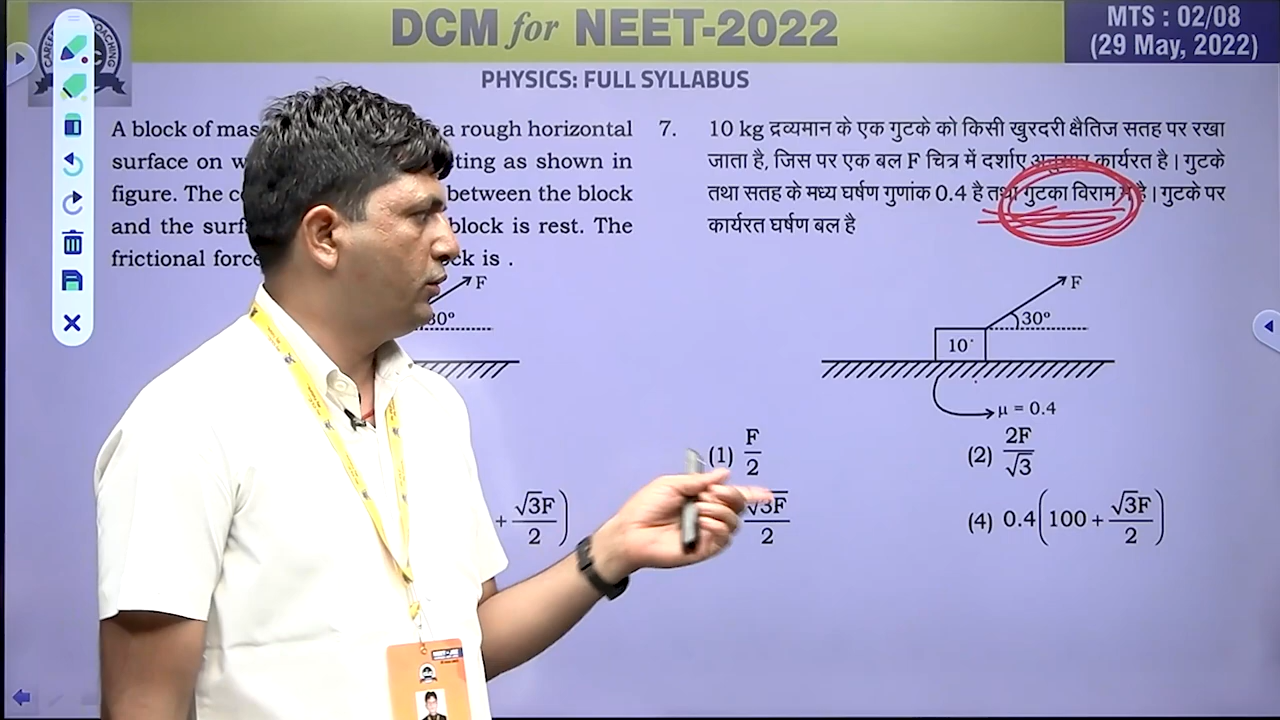 DCM for NEET-2022
MTS : 02/08
(29 May, 2022)
PHYSICS: FULL SYLLABUS
A block of mas a rough horizontal
surface on ting as shown in
figure. The between the block
and the surf block is rest. The
frictional force ck is .
F
30°
+ √3F/2)
7. 10 kg द्रव्यमान के एक गुटके को किसी खुरदरी क्षैतिज सतह पर रखा
जाता है, जिस पर एक बल F चित्र में दर्शाए अनुसार कार्यरत है। गुटके
तथा सतह के मध्य घर्षण गुणांक 0.4 है तथा गुटका विराम में है। गुटके पर
कार्यरत घर्षण बल है
F
30°
10
μ = 0.4
(1) F/2
(2) 2F/√3
√3F/2
(4) 0.4(100 + √3F/2)